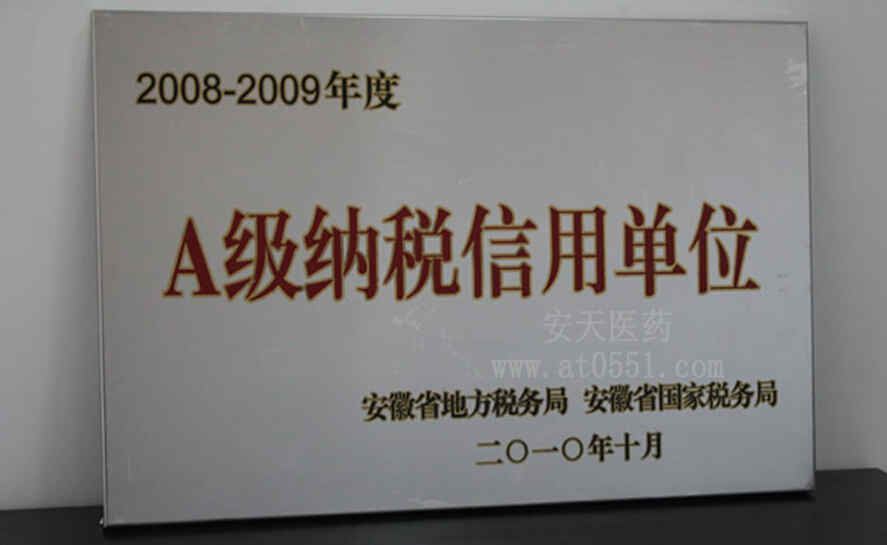 2008-2009年度
A级纳税信用单位
安天医药
www.at0551.com
安徽省地方税务局 安徽省国家税务局
二〇一〇年十月